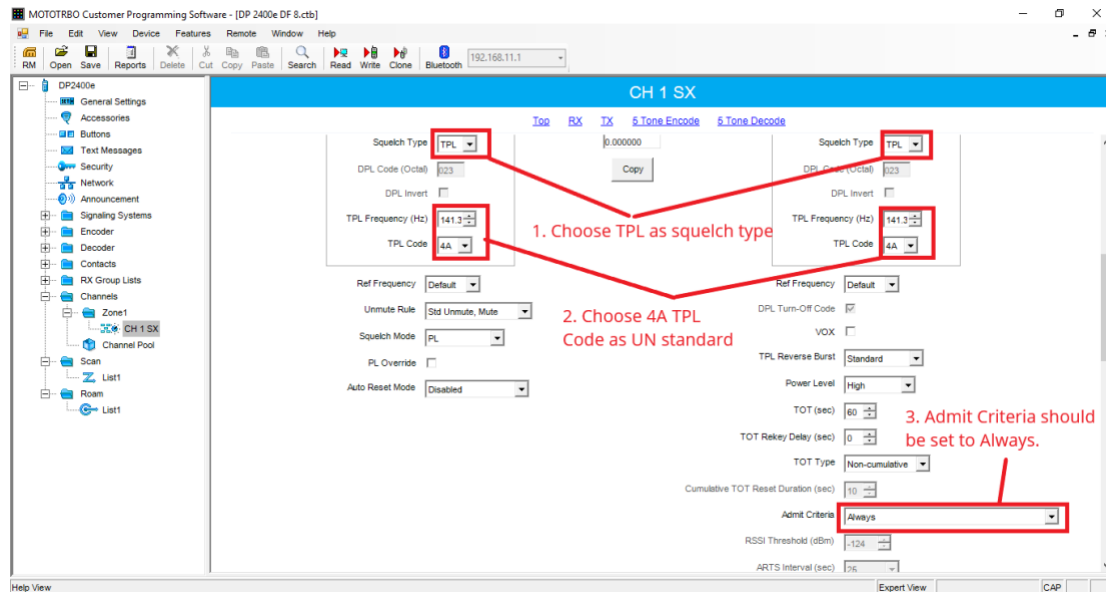 MOTOTRBO Customer Programming Software - [DP 2400e DF 8.ctb]
File Edit View Device Features Remote Window Help
RM Open Save Reports Delete Cut Copy Paste Search Read Write Clone Bluetooth 192.168.11.1
DP2400e
General Settings
Accessories
Buttons
Text Messages
Security
Network
Announcement
Signaling Systems
Encoder
Decoder
Contacts
RX Group Lists
Channels
Zone1
CH 1 SX
Channel Pool
Scan
List1
Roam
List1
CH 1 SX
Top RX TX 5 Tone Encode 5 Tone Decode
Squelch Type TPL
DPL Code (Octal) 023
DPL Invert
TPL Frequency (Hz) 141.3
TPL Code 4A
Ref Frequency Default
Unmute Rule Std Unmute, Mute
Squelch Mode PL
PL Override
Auto Reset Mode Disabled
0.000000
Copy
1. Choose TPL as squelch type
2. Choose 4A TPL
Code as UN standard
Squelch Type TPL
DPL Code (Octal) 023
DPL Invert
TPL Frequency (Hz) 141.3
TPL Code 4A
Ref Frequency Default
DPL Turn-Off Code
VOX
TPL Reverse Burst Standard
Power Level High
TOT (sec) 60
TOT Rekey Delay (sec) 0
TOT Type Non-cumulative
Cumulative TOT Reset Duration (sec) 10
Admit Criteria Always
RSSI Threshold (dBm) -124
ARTS Interval (sec) 25
3. Admit Criteria should
be set to Always.
Help View Expert View CAP